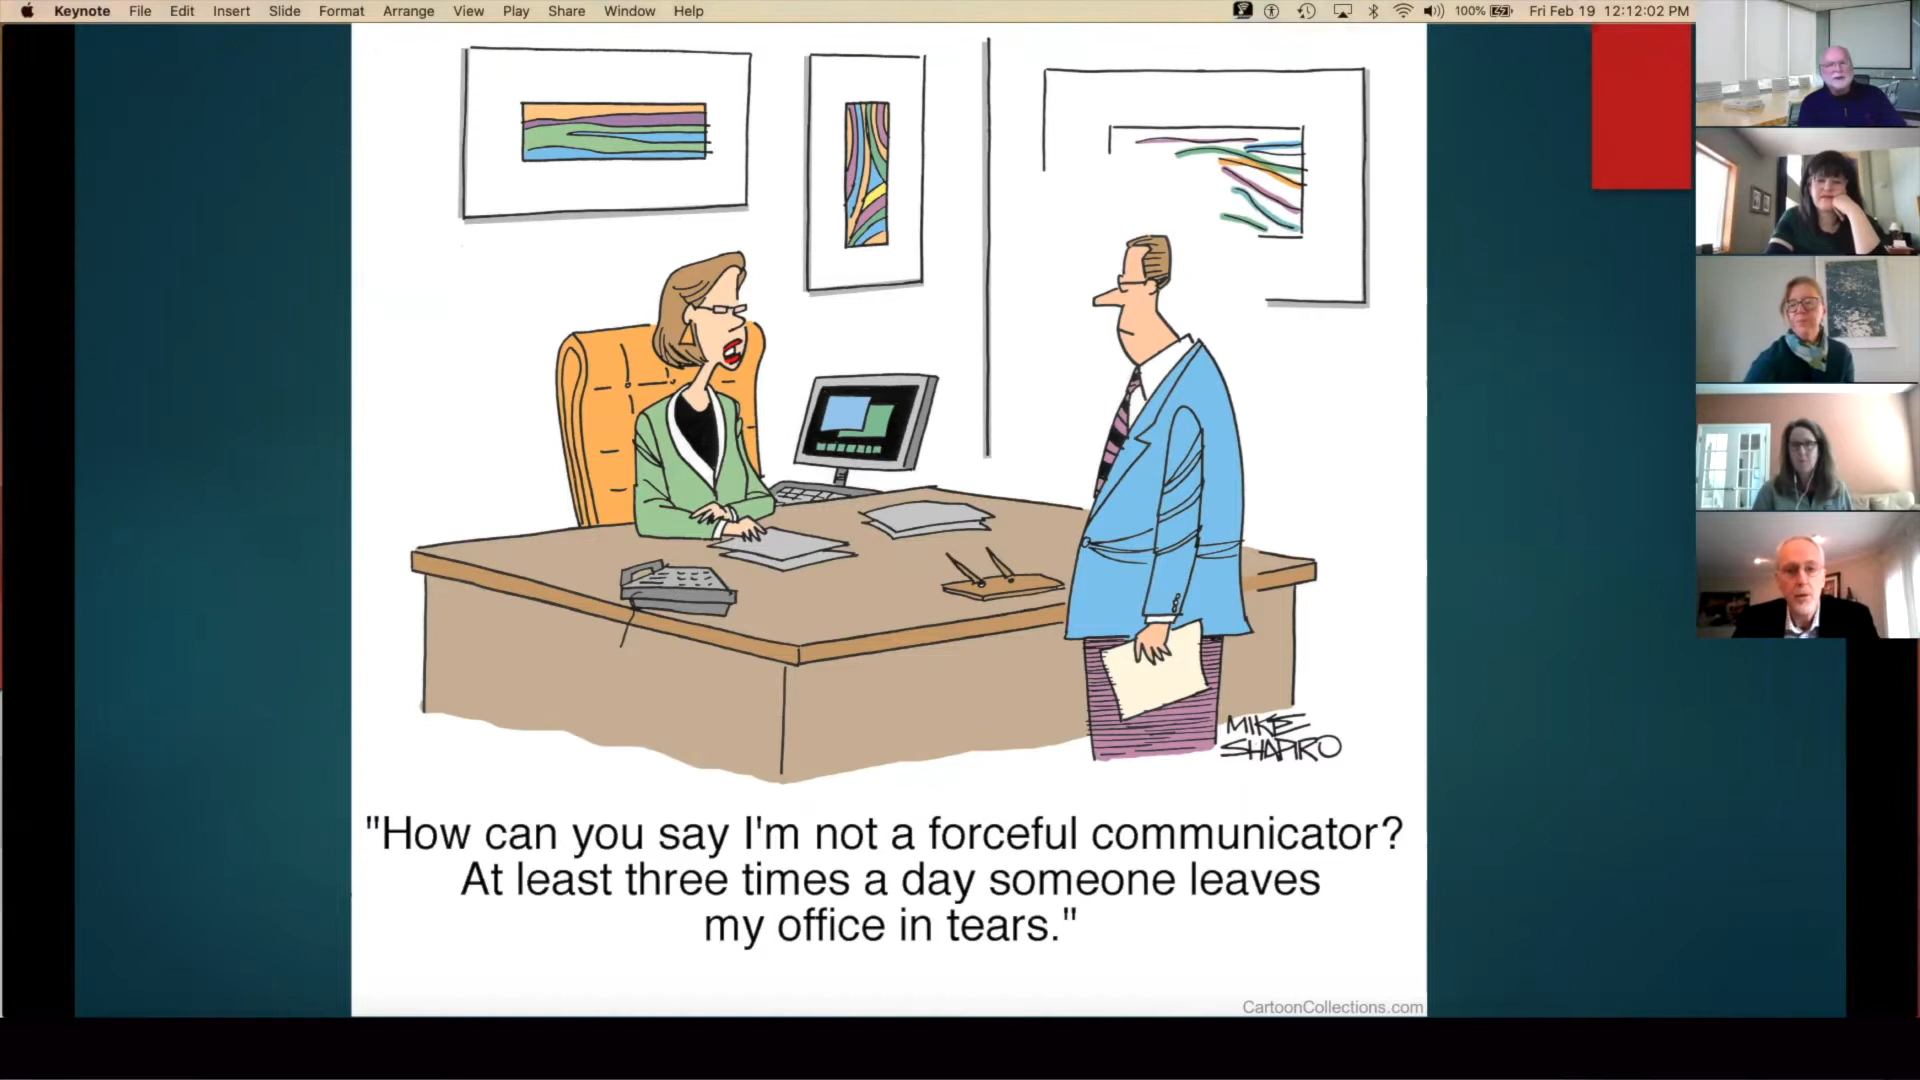 Keynote File Edit Insert Slide Format Arrange View Play Share Window Help 100% Fri Feb 19 12:12:02 PM
MIKE
SHAPIRO
"How can you say I'm not a forceful communicator?
At least three times a day someone leaves
my office in tears."
CartoonCollections.com